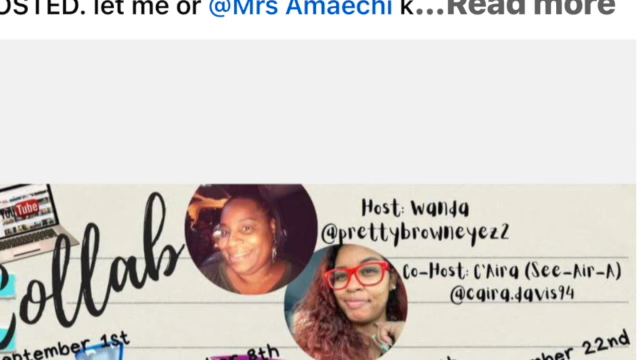 OSTED. let me or @Mrs Amaechi k...Read more
YouTube
Collab
Host: Wanda
@prettybrowneyez2
Co-Host: C'Aira (See-Air-A)
@caira.davis94
September 1st
8th
22nd